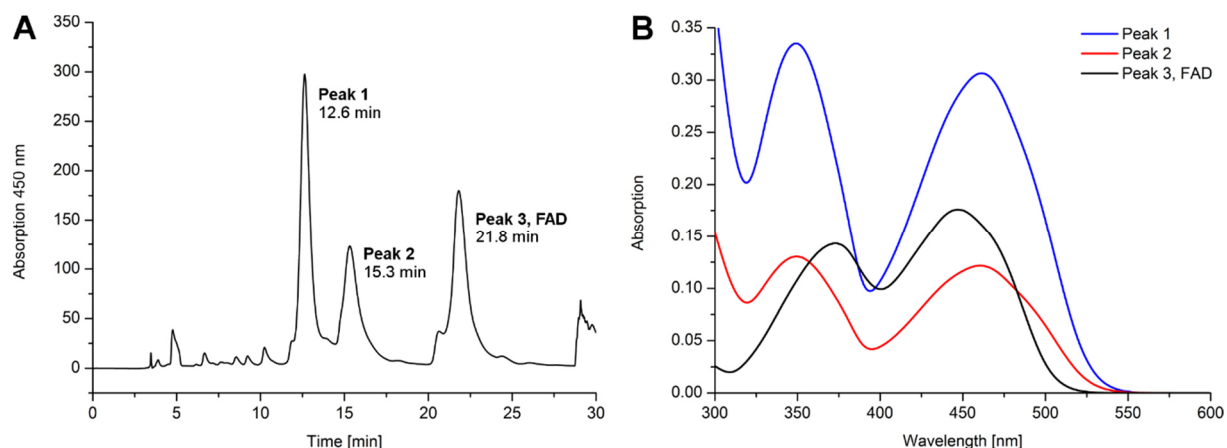 A
350
300
250
200
150
100
50
0
Absorption 450 nm
0 5 10 15 20 25 30
Time [min]
Peak 1
12.6 min
Peak 2
15.3 min
Peak 3, FAD
21.8 min
B
0.35
0.30
0.25
0.20
0.15
0.10
0.05
0.00
Absorption
300 350 400 450 500 550 600
Wavelength [nm]
Peak 1
Peak 2
Peak 3, FAD